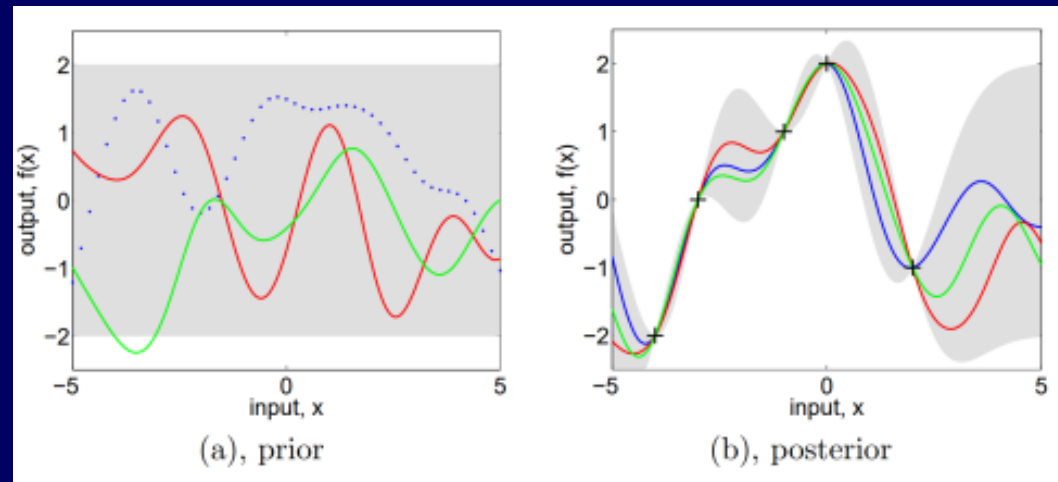 2
1
0
−1
−2
−5
0
5
output, f(x)
input, x
(a), prior
2
1
0
−1
−2
−5
0
5
output, f(x)
input, x
(b), posterior